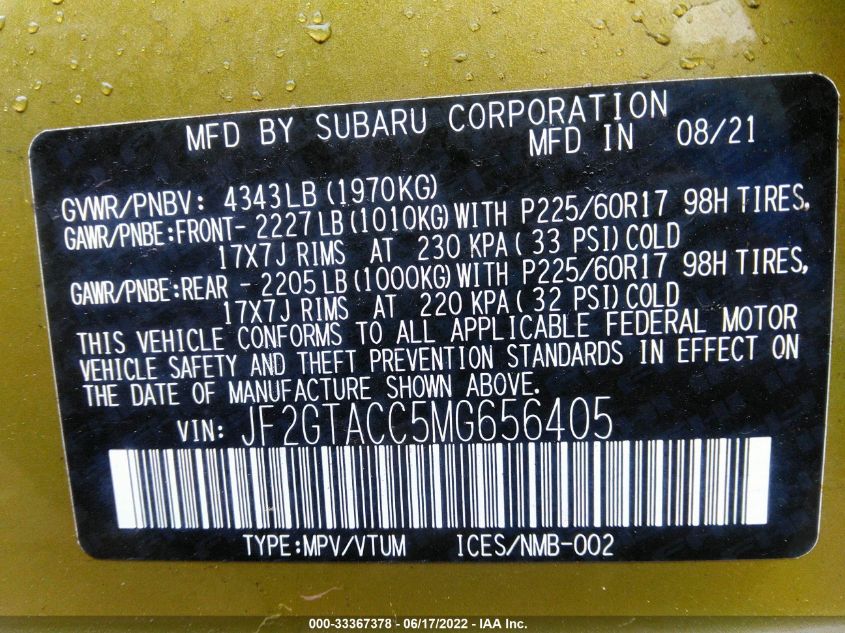 MFD BY SUBARU CORPORATION
MFD IN 08/21
GVWR/PNBV: 4343LB (1970KG)
GAWR/PNBE:FRONT- 2227LB (1010KG) WITH P225/60R17 98H TIRES,
17X7J RIMS AT 230 KPA ( 33 PSI) COLD
GAWR/PNBE:REAR - 2205LB (1000KG) WITH P225/60R17 98H TIRES,
17X7J RIMS AT 220 KPA ( 32 PSI) COLD
THIS VEHICLE CONFORMS TO ALL APPLICABLE FEDERAL MOTOR
VEHICLE SAFETY AND THEFT PREVENTION STANDARDS IN EFFECT ON
THE DATE OF MANUFACTURE SHOWN ABOVE.
VIN: JF2GTACC5MG656405
TYPE:MPV/VTUM ICES/NMB-002
000-33367378 - 06/17/2022 - IAA Inc.